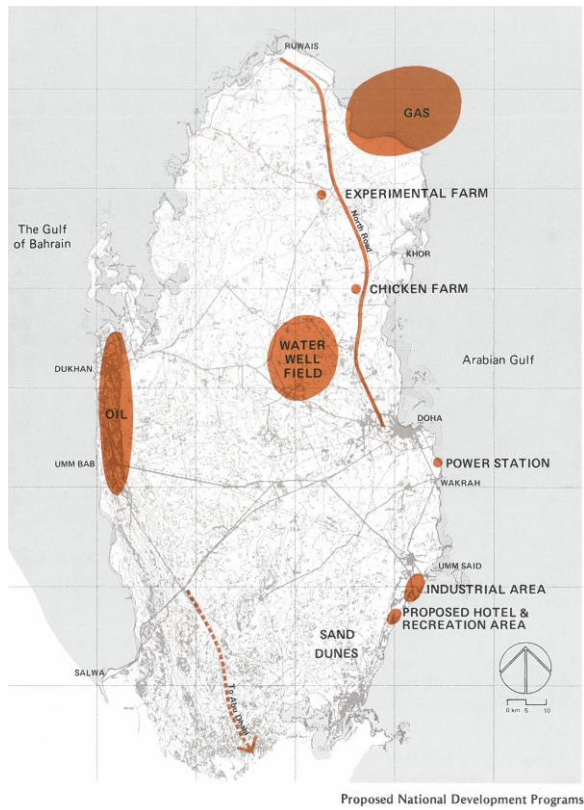 RUWAIS
GAS
EXPERIMENTAL FARM
North Road
The Gulf
of Bahrain
KHOR
CHICKEN FARM
WATER
WELL
FIELD
Arabian Gulf
DUKHAN
OIL
DOHA
UMM BAB
POWER STATION
WAKRAH
UMM SAID
INDUSTRIAL AREA
PROPOSED HOTEL &
RECREATION AREA
SAND
DUNES
SALWA
To Abu Dhabi
0 km 5 10
Proposed National Development Programs